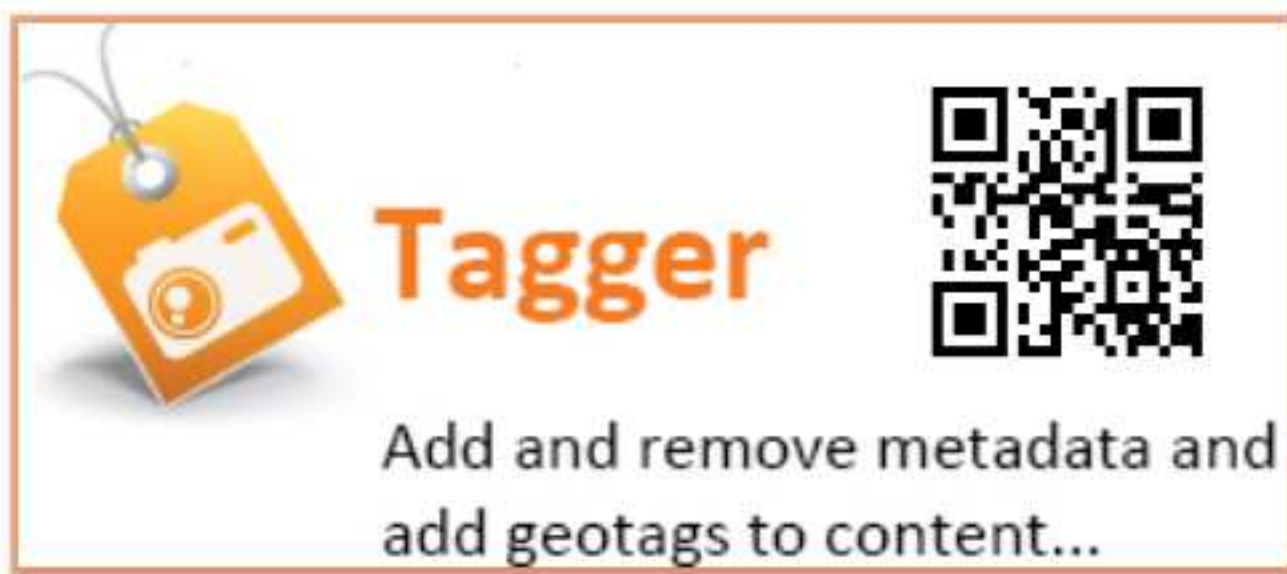 Tagger
Add and remove metadata and
add geotags to content...